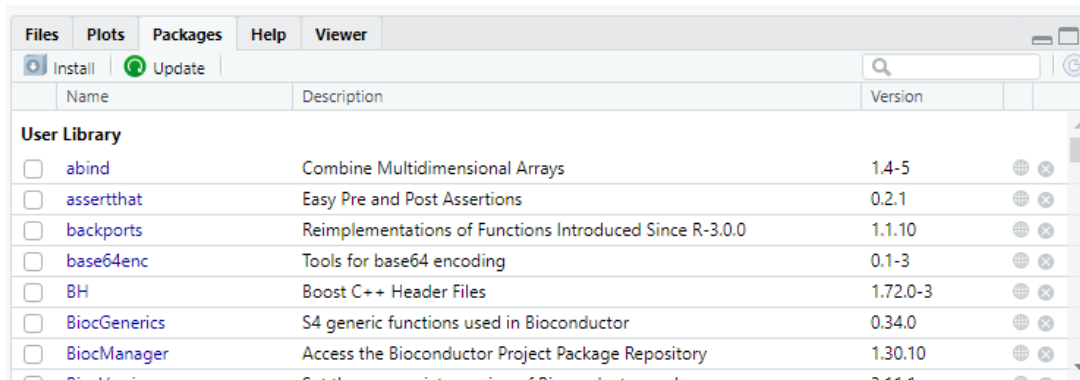 Files Plots Packages Help Viewer
Install Update
Name Description Version
User Library
abind Combine Multidimensional Arrays 1.4-5
assertthat Easy Pre and Post Assertions 0.2.1
backports Reimplementations of Functions Introduced Since R-3.0.0 1.1.10
base64enc Tools for base64 encoding 0.1-3
BH Boost C++ Header Files 1.72.0-3
BiocGenerics S4 generic functions used in Bioconductor 0.34.0
BiocManager Access the Bioconductor Project Package Repository 1.30.10